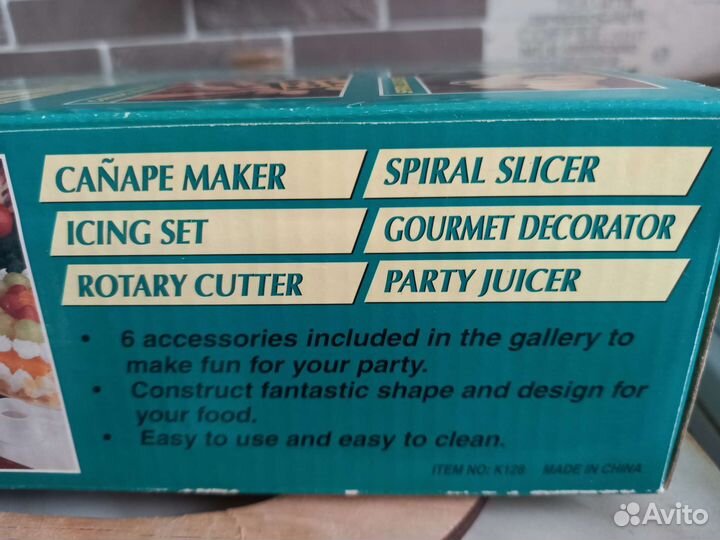 CAÑAPE MAKER
SPIRAL SLICER
ICING SET
GOURMET DECORATOR
ROTARY CUTTER
PARTY JUICER
• 6 accessories included in the gallery to
make fun for your party.
• Construct fantastic shape and design for
your food.
• Easy to use and easy to clean.
ITEM NO: K128 MADE IN CHINA
Avito